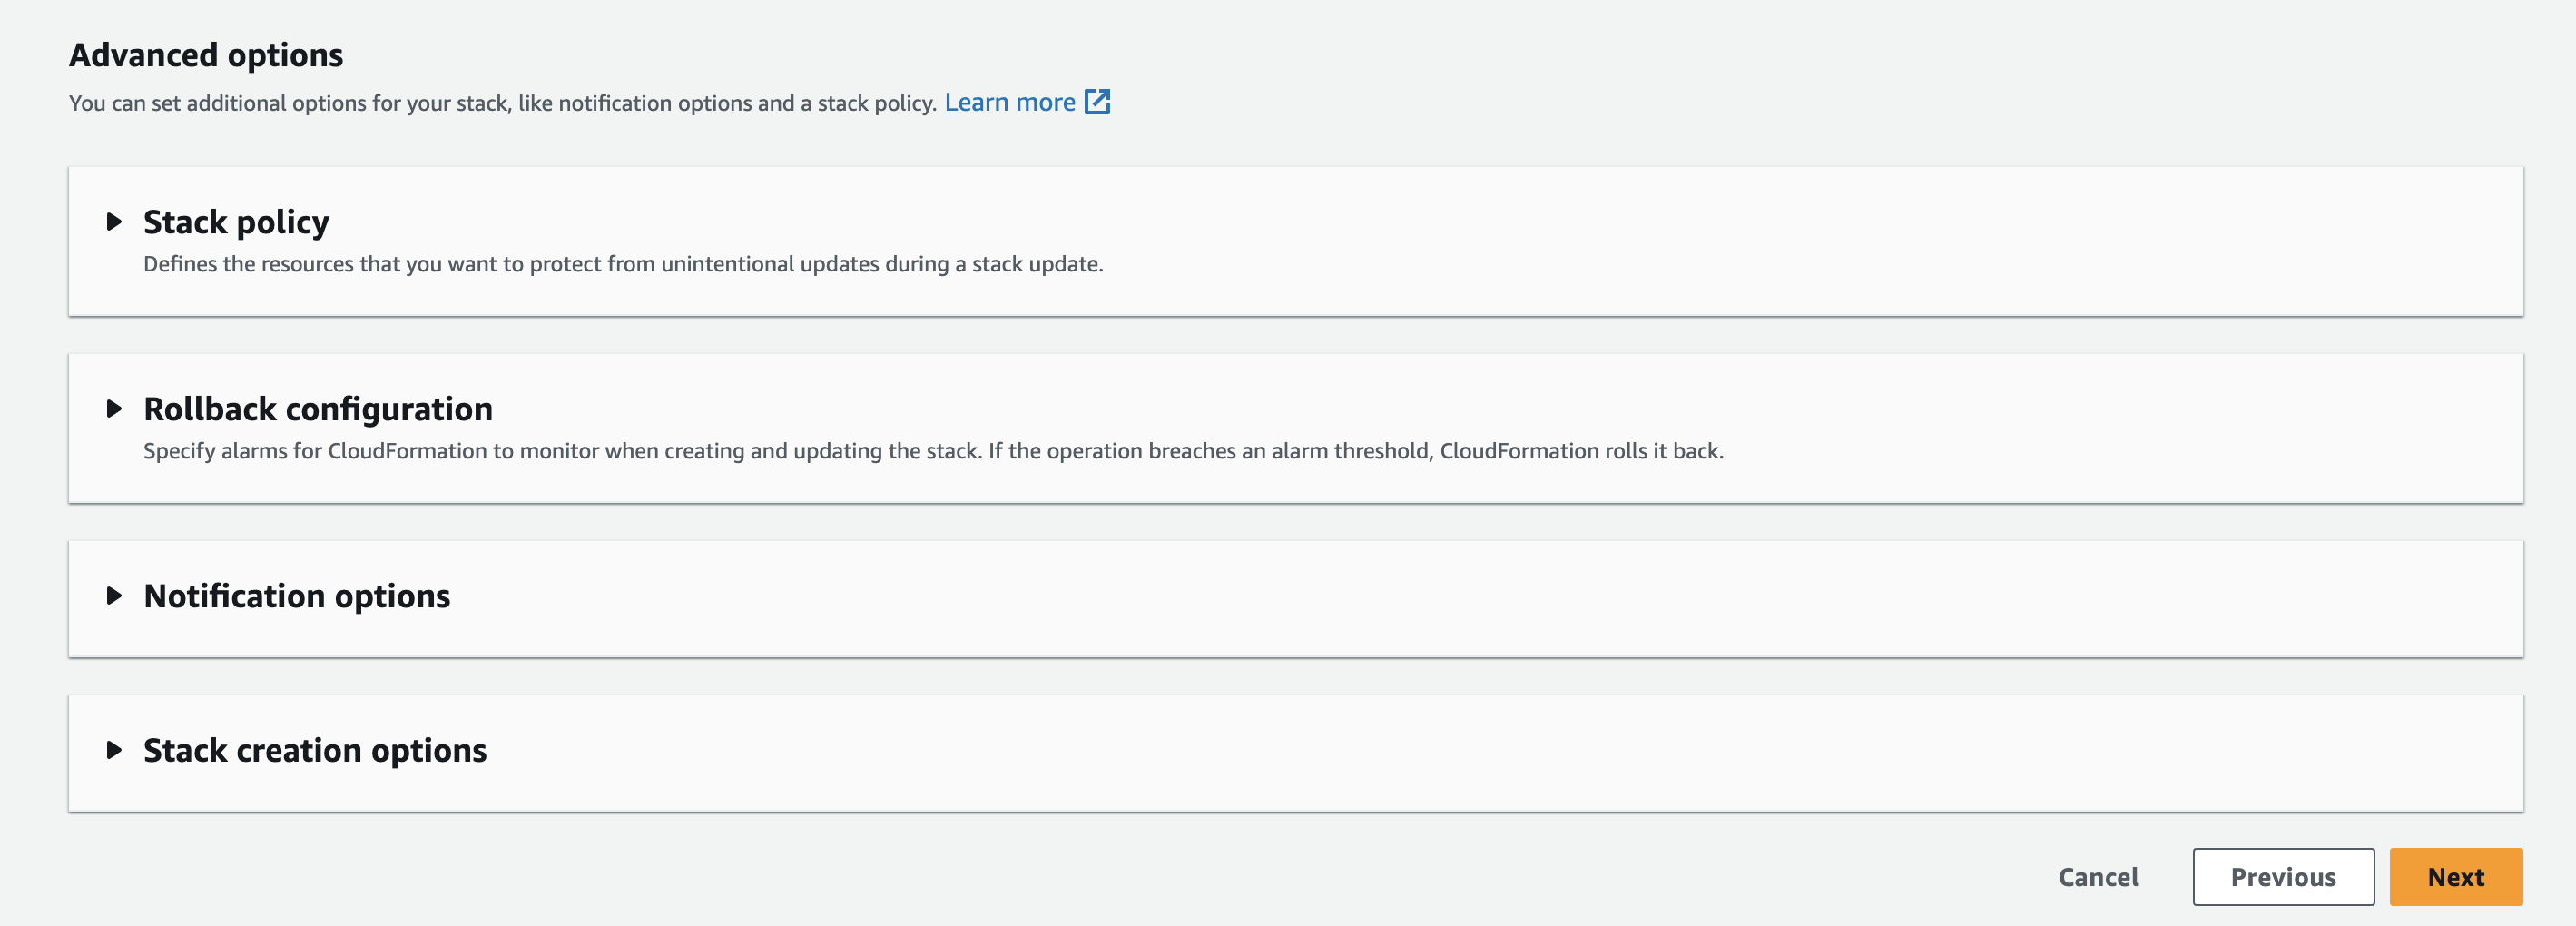 Advanced options
You can set additional options for your stack, like notification options and a stack policy. Learn more
Stack policy
Defines the resources that you want to protect from unintentional updates during a stack update.
Rollback configuration
Specify alarms for CloudFormation to monitor when creating and updating the stack. If the operation breaches an alarm threshold, CloudFormation rolls it back.
Notification options
Stack creation options
Cancel Previous Next